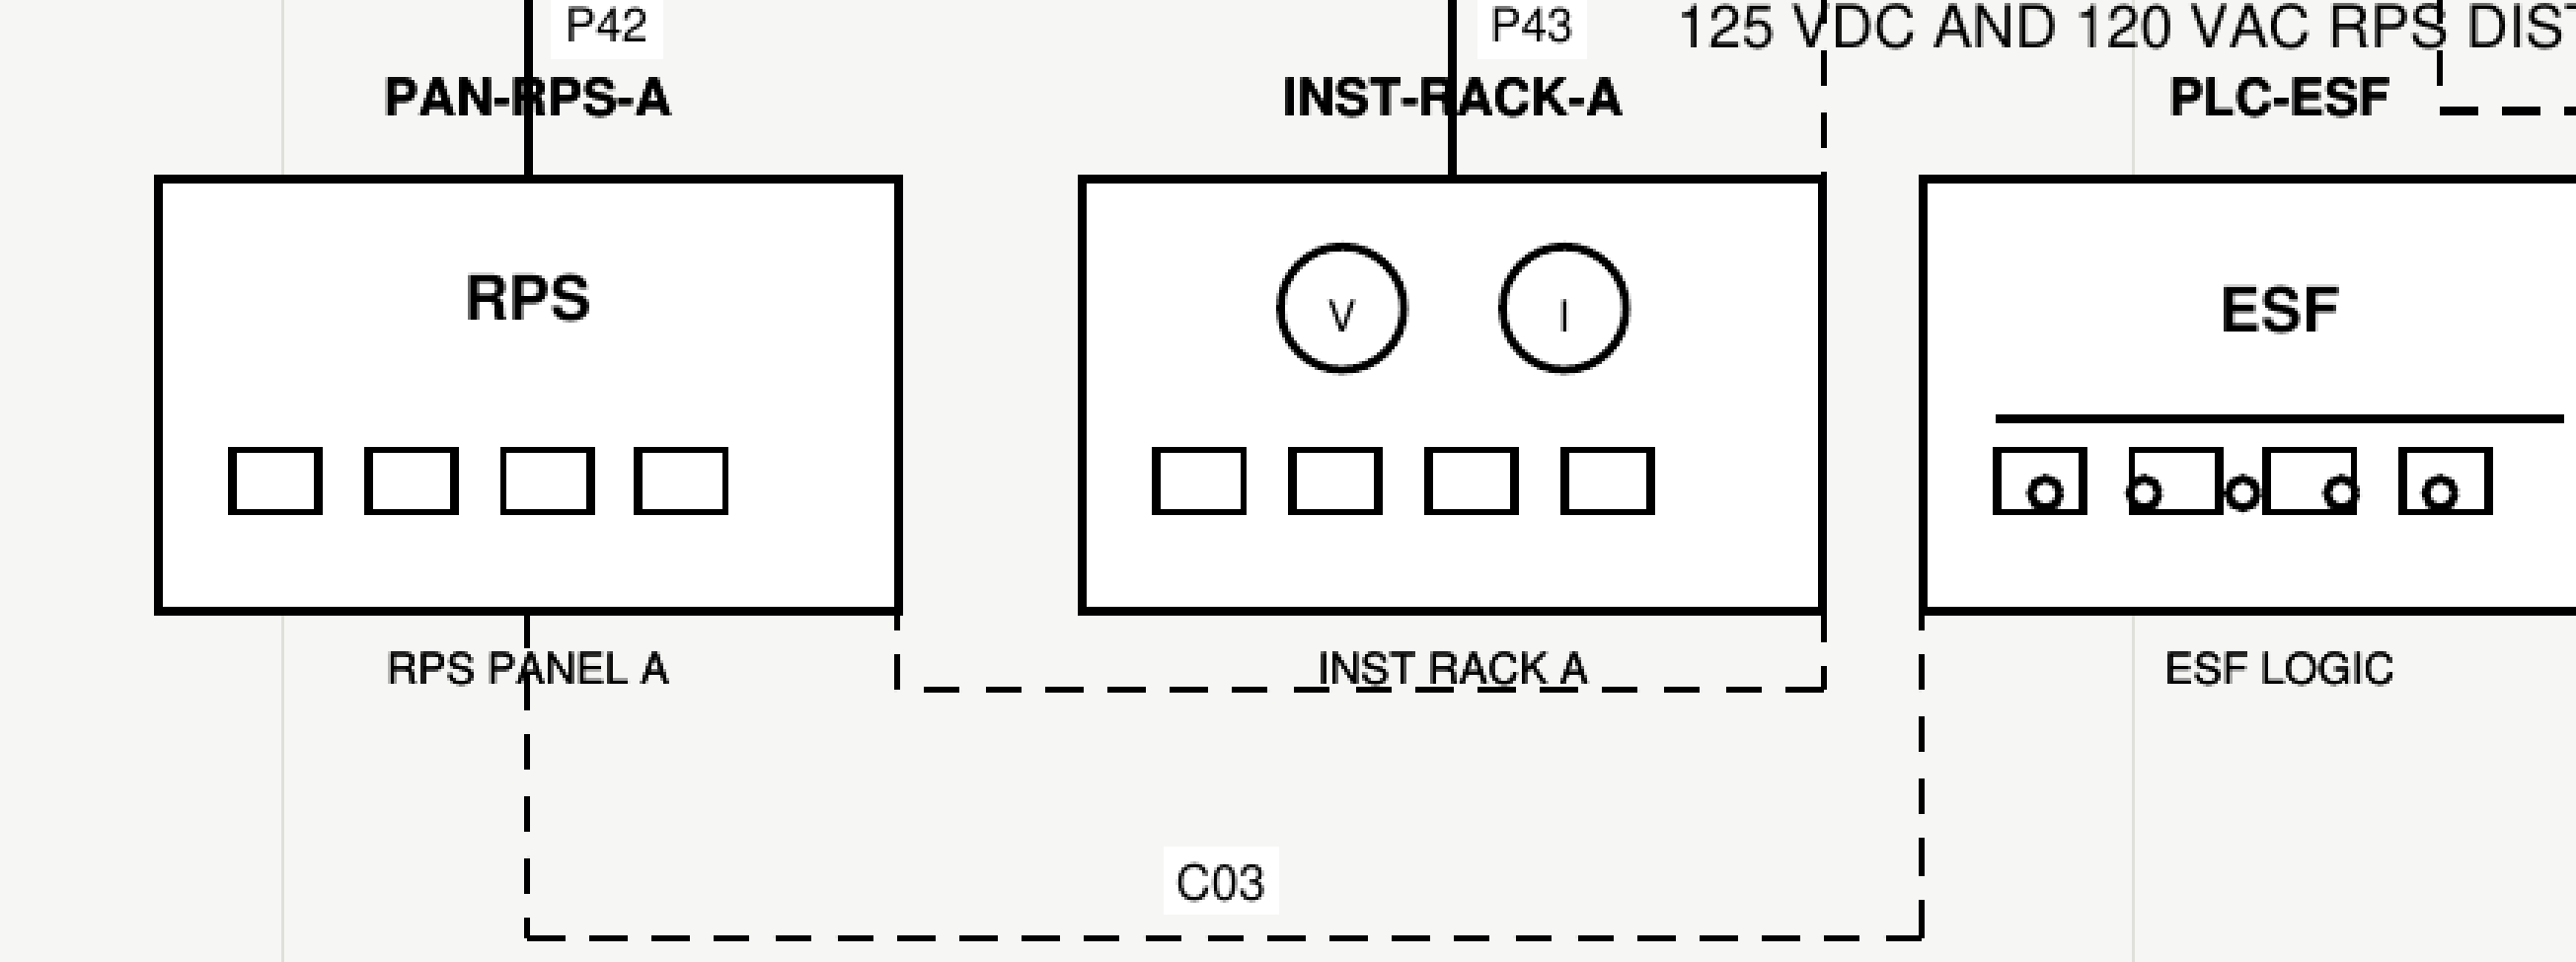 P42
P43
125 VDC AND 120 VAC RPS DIST
PAN-RPS-A
INST-RACK-A
PLC-ESF
RPS
V
I
ESF
RPS PANEL A
INST RACK A
ESF LOGIC
C03